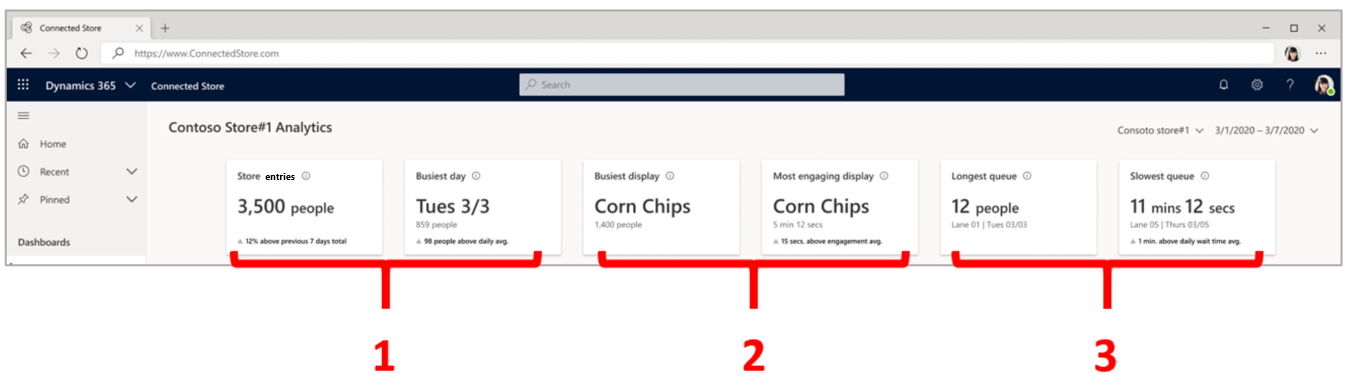 Connected Store
https://www.ConnectedStore.com
Dynamics 365 Connected Store Search ?
Contoso Store#1 Analytics
Consoto store#1 3/1/2020 – 3/7/2020
Home
Recent
Pinned
Dashboards
Store entries
3,500 people
12% above previous 7 days total
Busiest day
Tues 3/3
859 people
98 people above daily avg.
Busiest display
Corn Chips
1,400 people
Most engaging display
Corn Chips
5 min 12 secs
15 secs. above engagement avg.
Longest queue
12 people
Lane 01 | Tues 03/03
Slowest queue
11 mins 12 secs
Lane 05 | Thurs 03/05
1 min. above daily wait time avg.
1
2
3